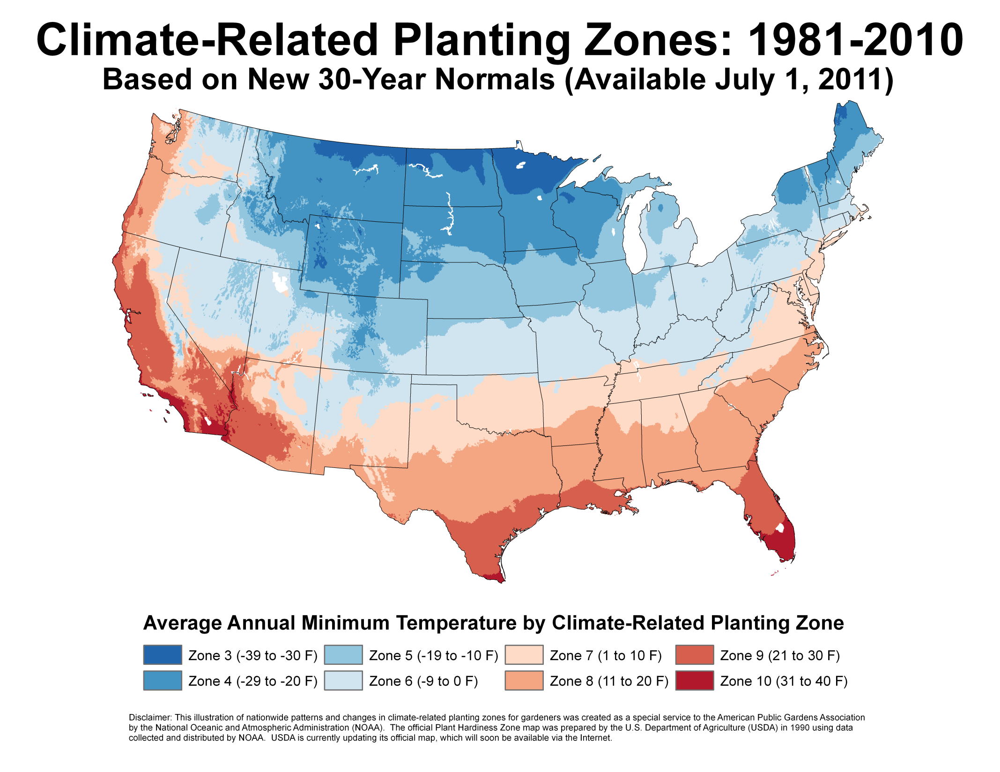 Climate-Related Planting Zones: 1981-2010
Based on New 30-Year Normals (Available July 1, 2011)
Average Annual Minimum Temperature by Climate-Related Planting Zone
Zone 3 (-39 to -30 F)
Zone 5 (-19 to -10 F)
Zone 7 (1 to 10 F)
Zone 9 (21 to 30 F)
Zone 4 (-29 to -20 F)
Zone 6 (-9 to 0 F)
Zone 8 (11 to 20 F)
Zone 10 (31 to 40 F)
Disclaimer: This illustration of nationwide patterns and changes in climate-related planting zones for gardeners was created as a special service to the American Public Gardens Association
by the National Oceanic and Atmospheric Administration (NOAA). The official Plant Hardiness Zone map was prepared by the U.S. Department of Agriculture (USDA) in 1990 using data
collected and distributed by NOAA. USDA is currently updating its official map, which will soon be available via the Internet.